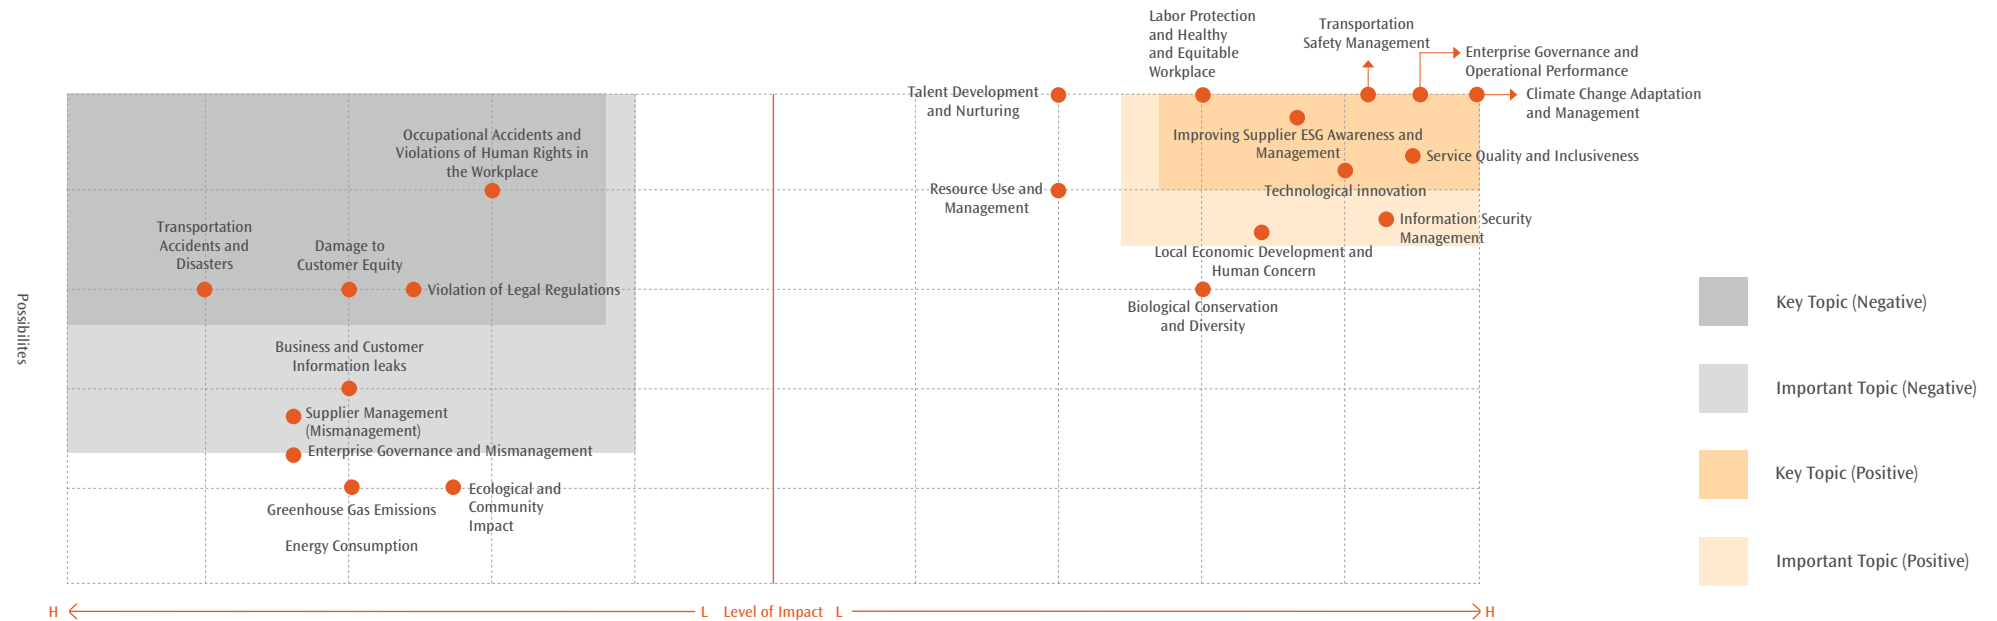 Possibilites
Occupational Accidents and
Violations of Human Rights in
the Workplace
Transportation
Accidents and
Disasters
Damage to
Customer Equity
Violation of Legal Regulations
Business and Customer
Information leaks
Supplier Management
(Mismanagement)
Enterprise Governance and Mismanagement
Greenhouse Gas Emissions
Energy Consumption
Ecological and
Community
Impact
Talent Development
and Nurturing
Labor Protection
and Healthy
and Equitable
Workplace
Transportation
Safety Management
Enterprise Governance and
Operational Performance
Climate Change Adaptation
and Management
Improving Supplier ESG Awareness and
Management
Service Quality and Inclusiveness
Technological innovation
Resource Use and
Management
Information Security
Management
Local Economic Development and
Human Concern
Biological Conservation
and Diversity
H
L
Level of Impact
L
H
Key Topic (Negative)
Important Topic (Negative)
Key Topic (Positive)
Important Topic (Positive)